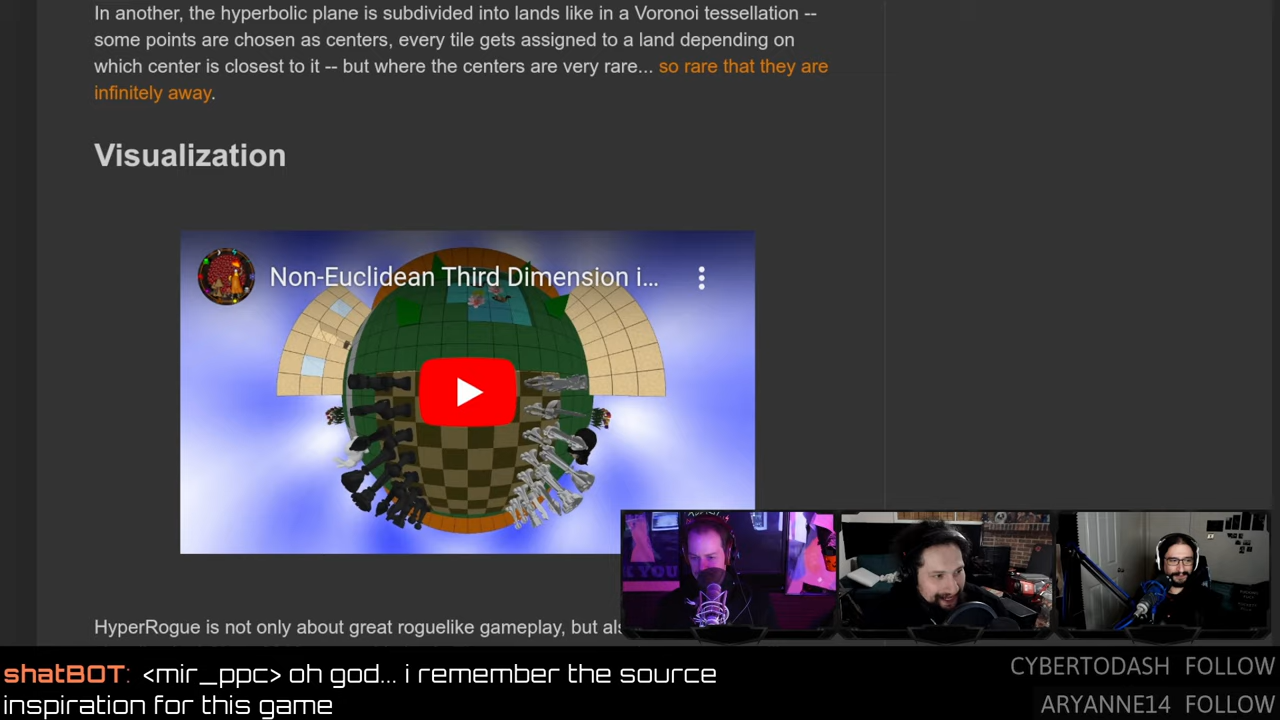 In another, the hyperbolic plane is subdivided into lands like in a Voronoi tessellation --
some points are chosen as centers, every tile gets assigned to a land depending on
which center is closest to it -- but where the centers are very rare... so rare that they are
infinitely away.
Visualization
Non-Euclidean Third Dimension i...
HyperRogue is not only about great roguelike gameplay, but als
shatBOT: <mir_ppc> oh god... i remember the source
inspiration for this game
CYBERTODASH FOLLOW
ARYANNE14 FOLLOW